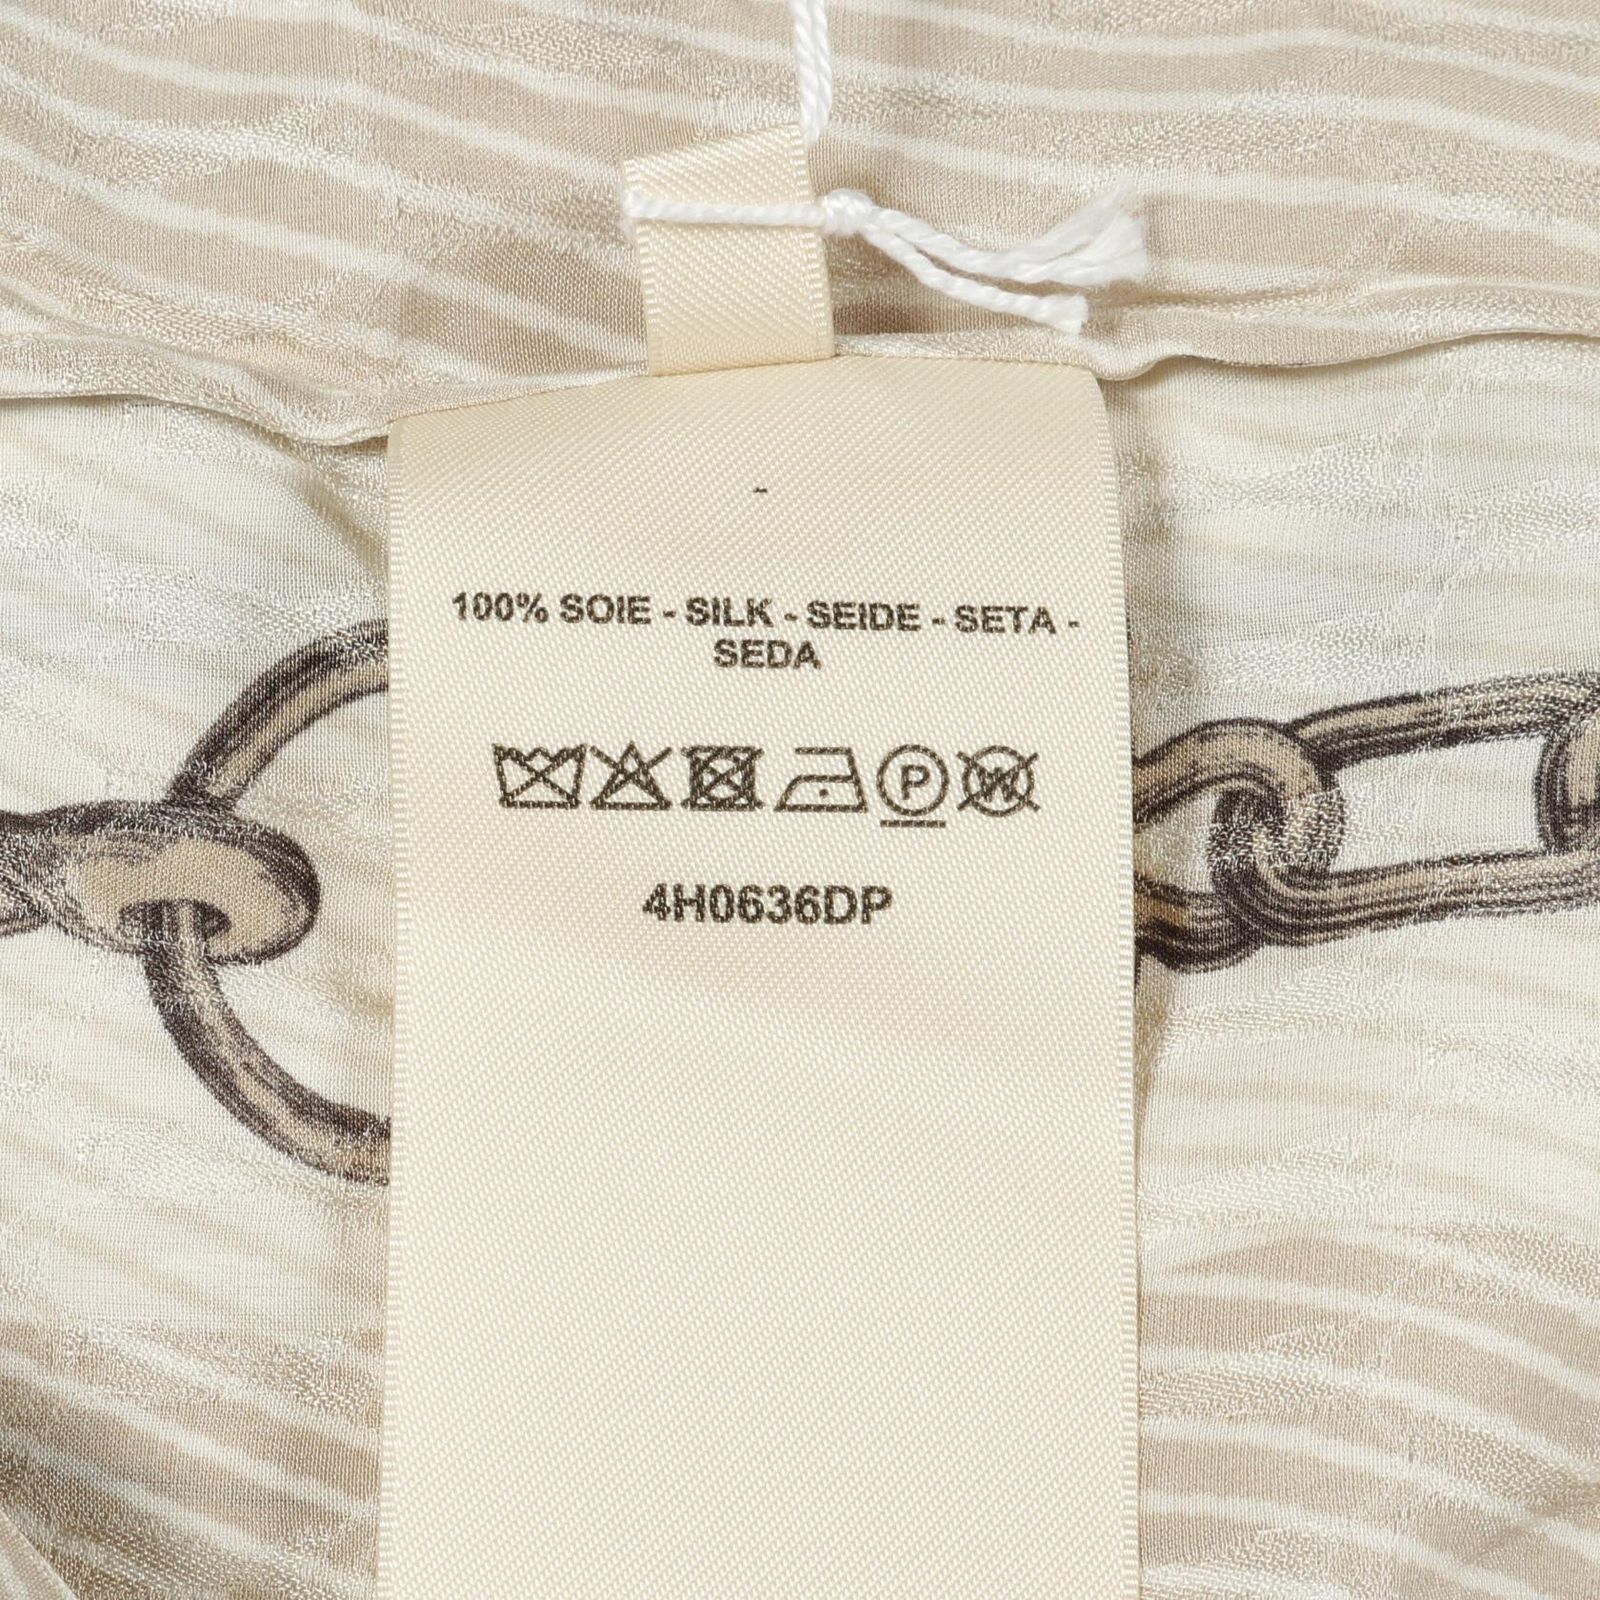 -
100% SOIE - SILK - SEIDE - SETA -
SEDA
P W
4H0636DP